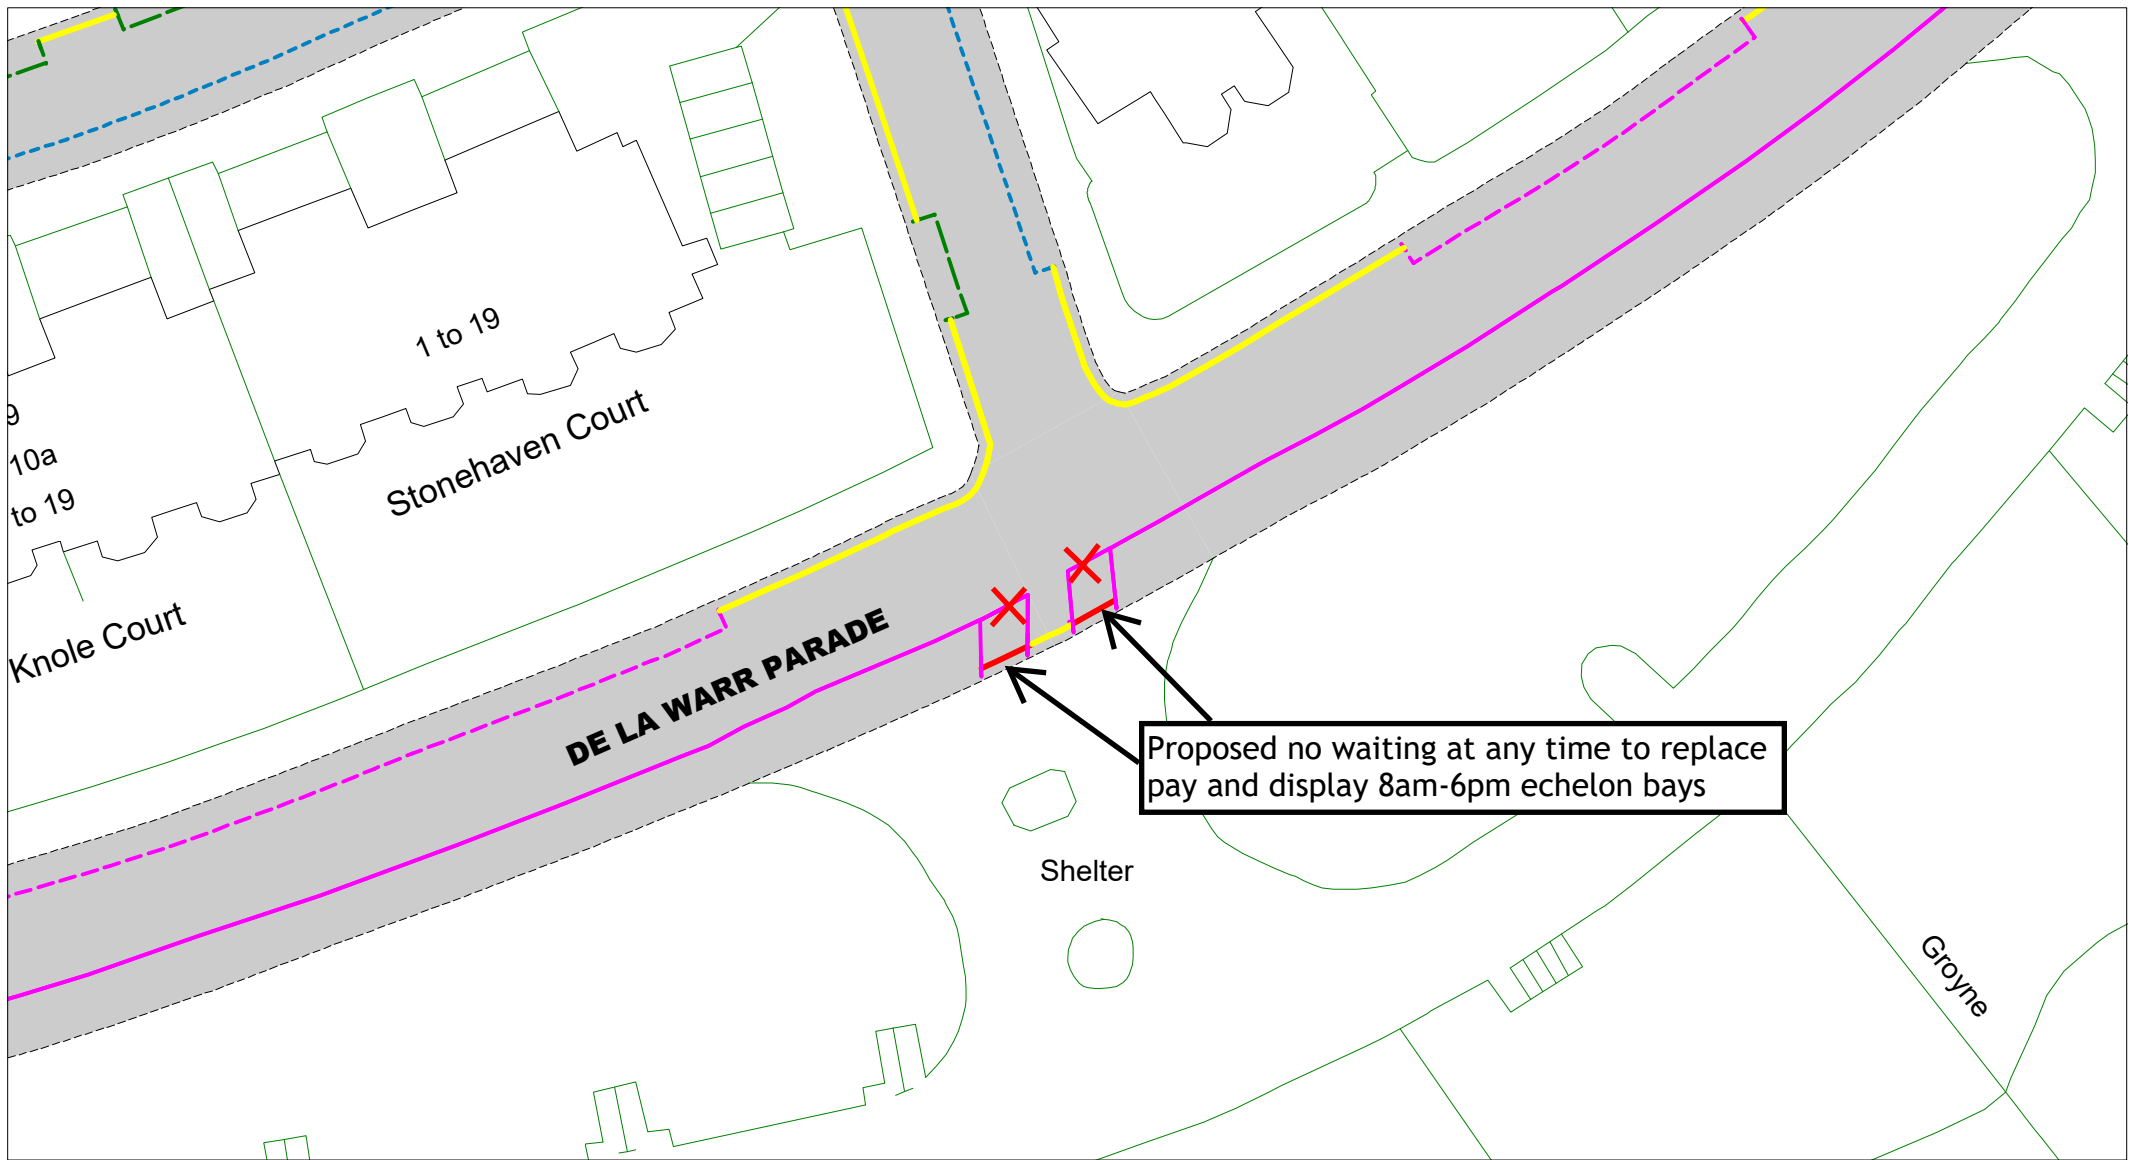 1 to 19
Stonehaven Court
9
10a
to 19
Knole Court
DE LA WARR PARADE
Proposed no waiting at any time to replace
pay and display 8am-6pm echelon bays
Shelter
Groyne